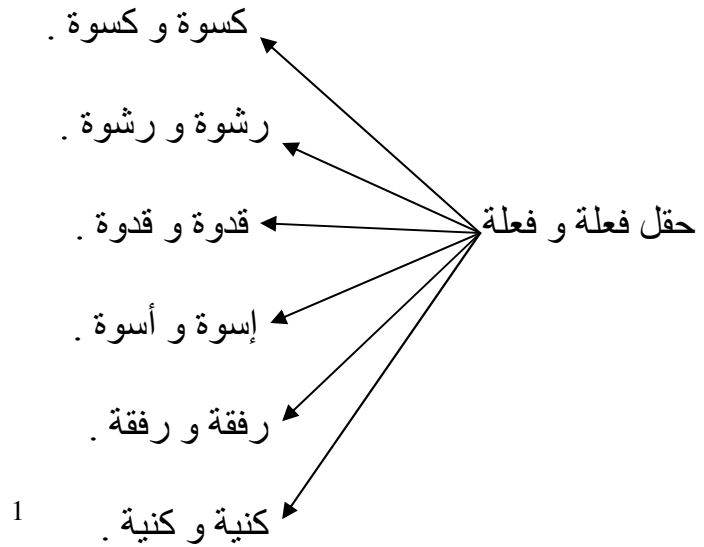 كسوة و كسوة .
رشوة و رشوة .
حقل فعلة و فعلة
قدوة و قدوة .
إسوة و أسوة .
رفقة و رفقة .
كنية و كنية .
1